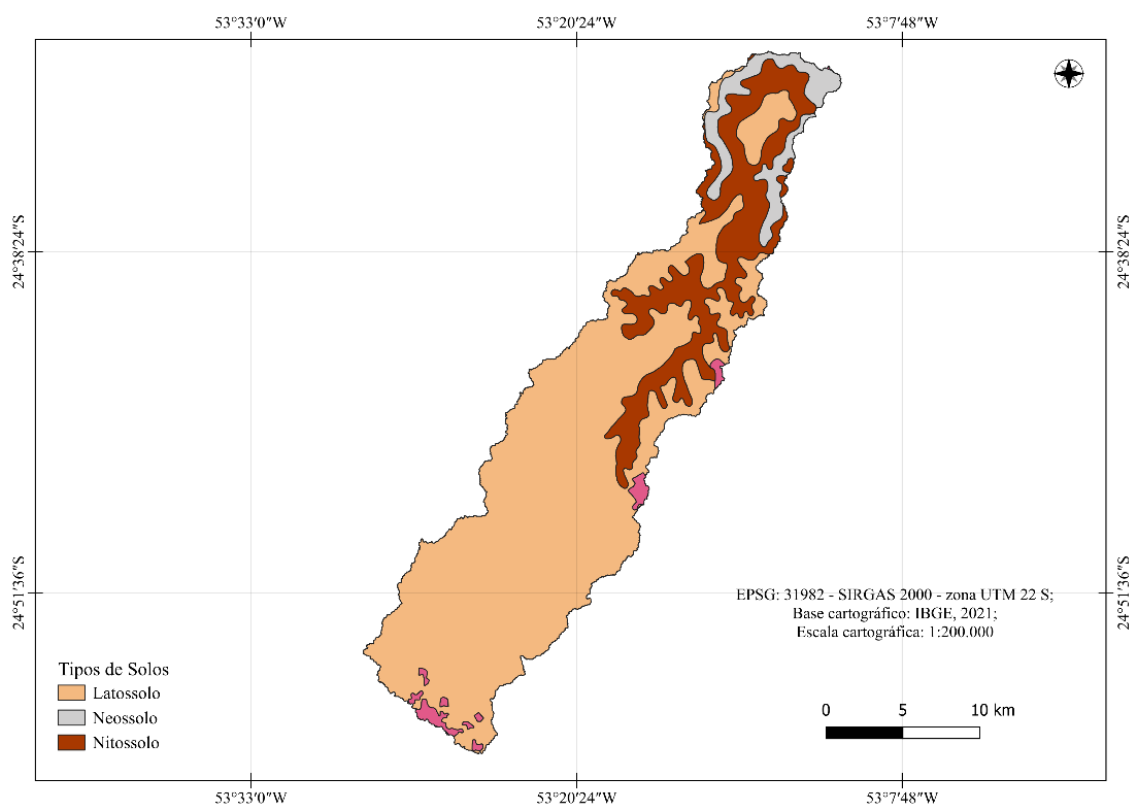 53°33′0″W 53°20′24″W 53°7′48″W
24°38′24″S 24°38′24″S
24°51′36″S 24°51′36″S
EPSG: 31982 - SIRGAS 2000 - zona UTM 22 S;
Base cartográfico: IBGE, 2021;
Escala cartográfica: 1:200.000
Tipos de Solos
Latossolo
Neossolo
Nitossolo
0 5 10 km
53°33′0″W 53°20′24″W 53°7′48″W